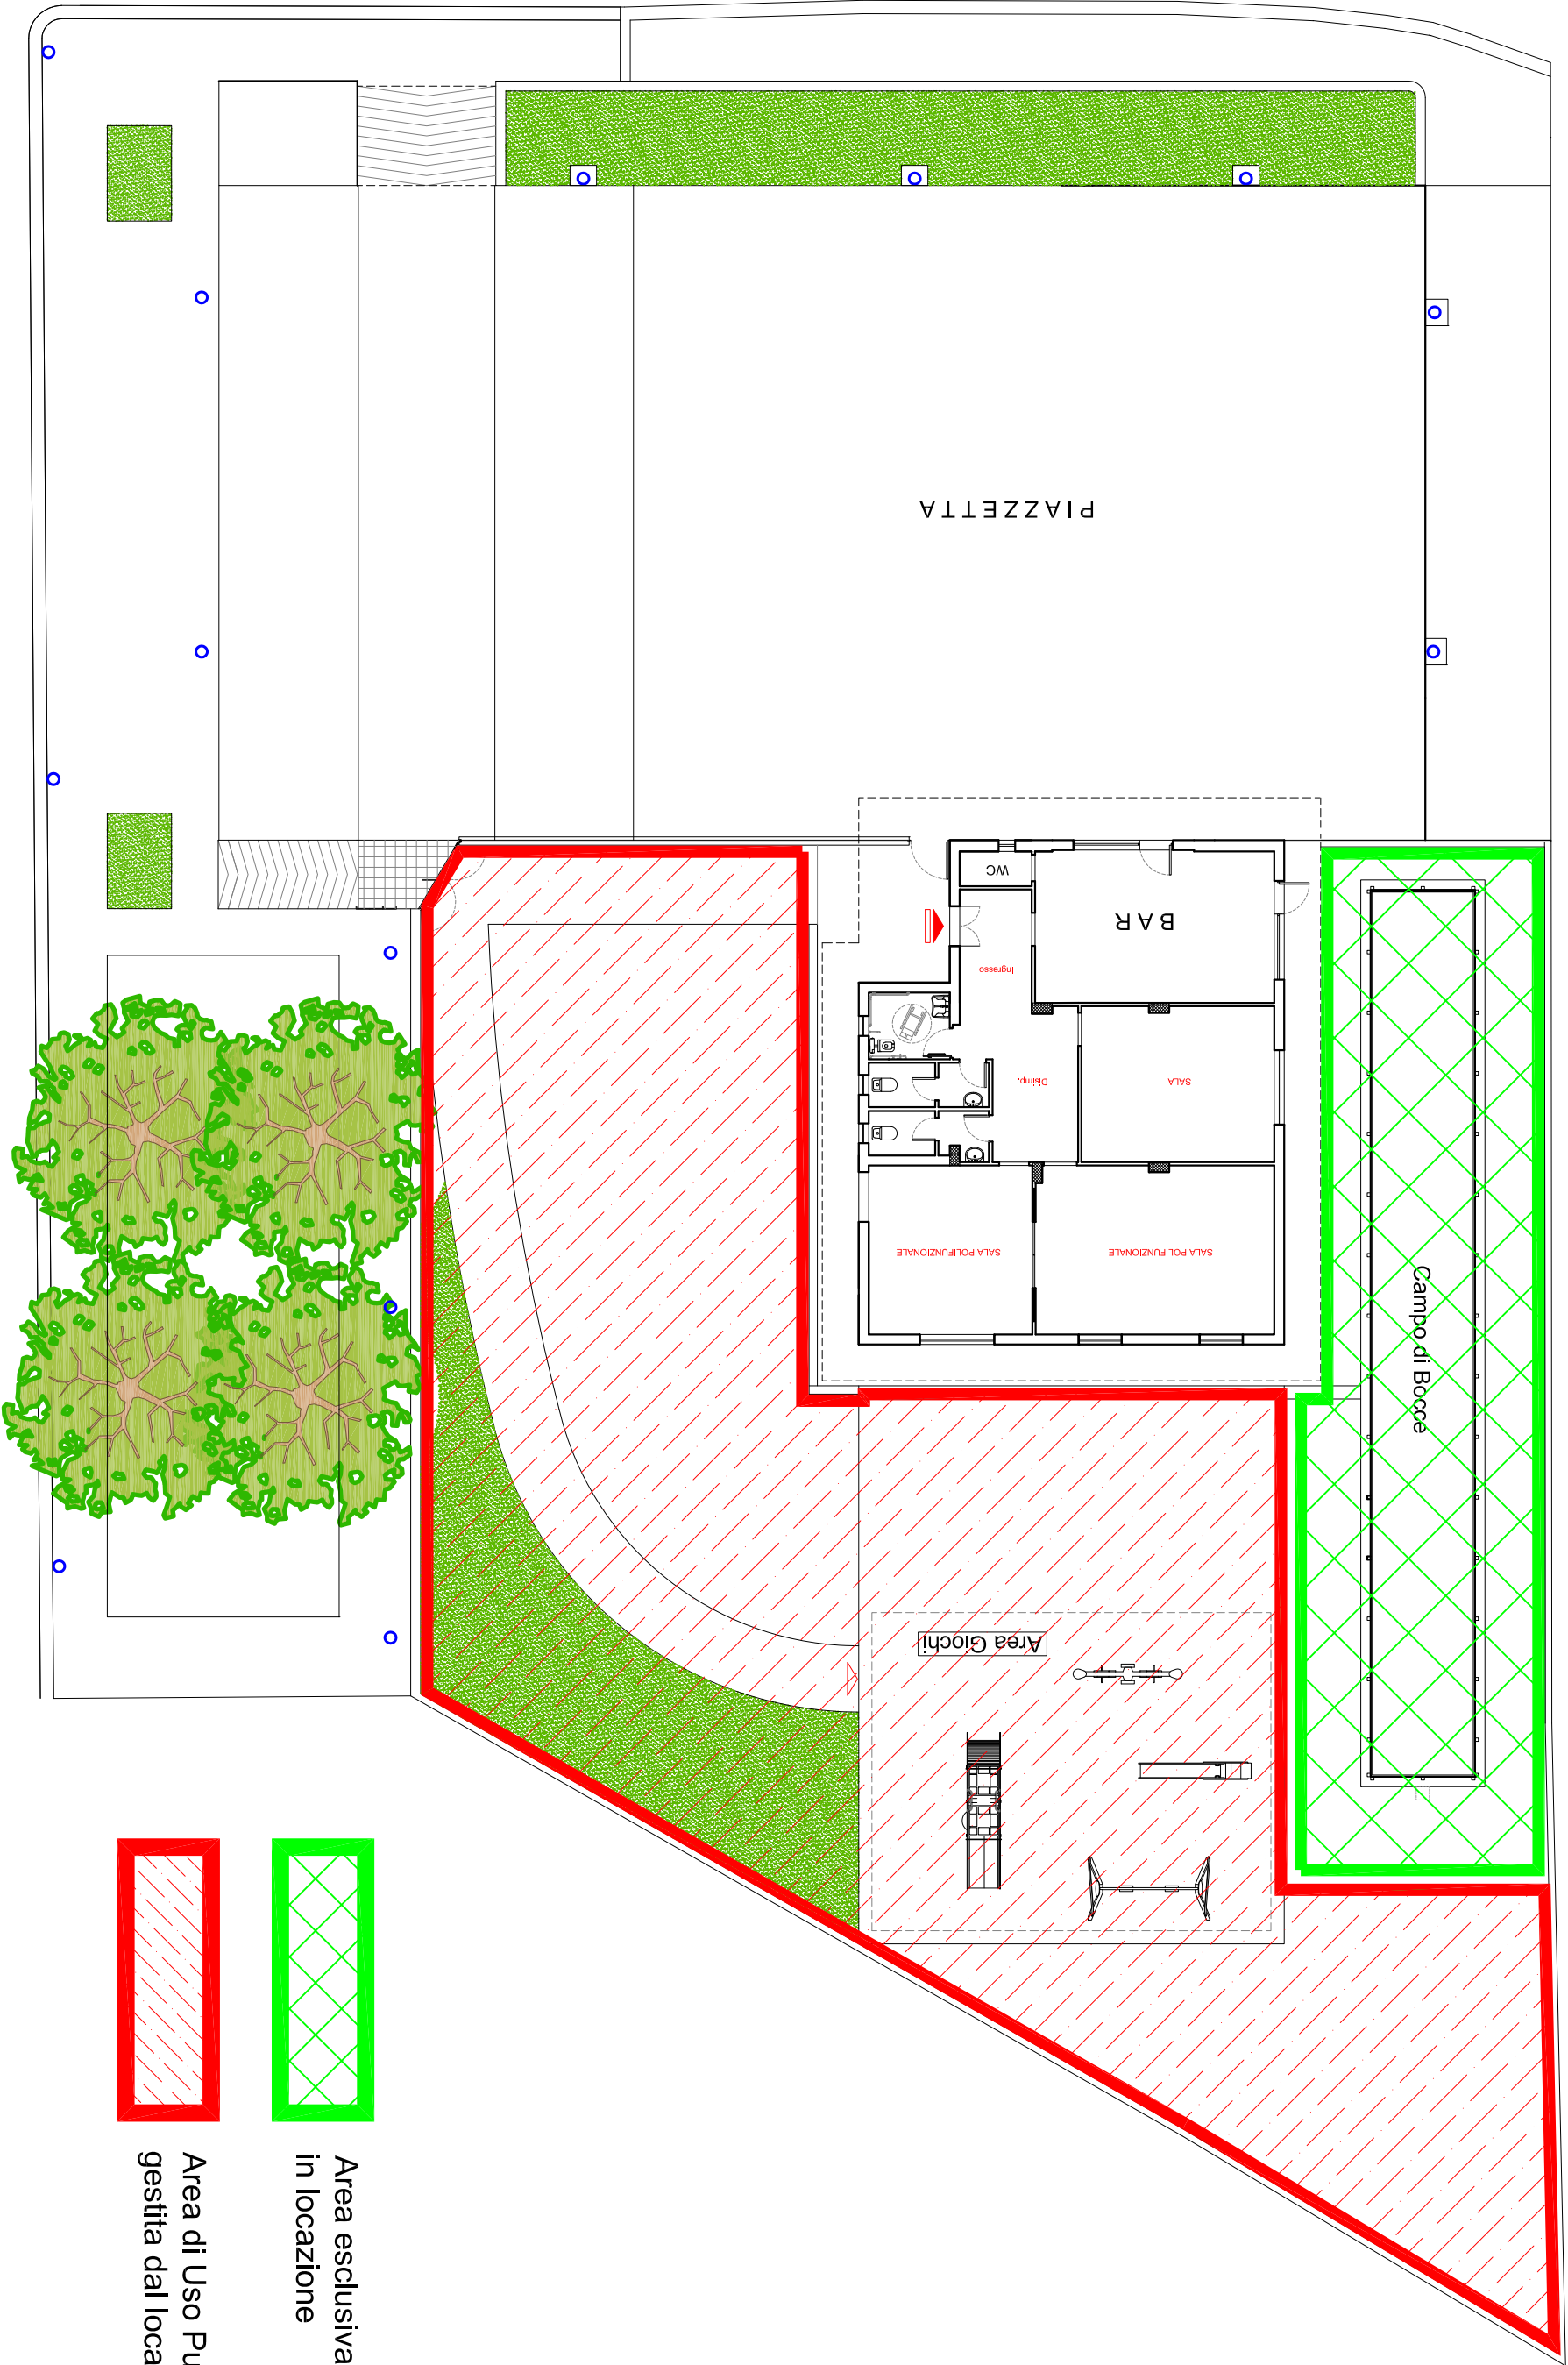 PIAZZETTA
WC
BAR
Ingresso
Disimp.
SALA
SALA POLIFUNZIONALE
SALA POLIFUNZIONALE
Campo di Bocce
Area Giochi
Area esclusiva
in locazione
Area di Uso Pu
gestita dal loca